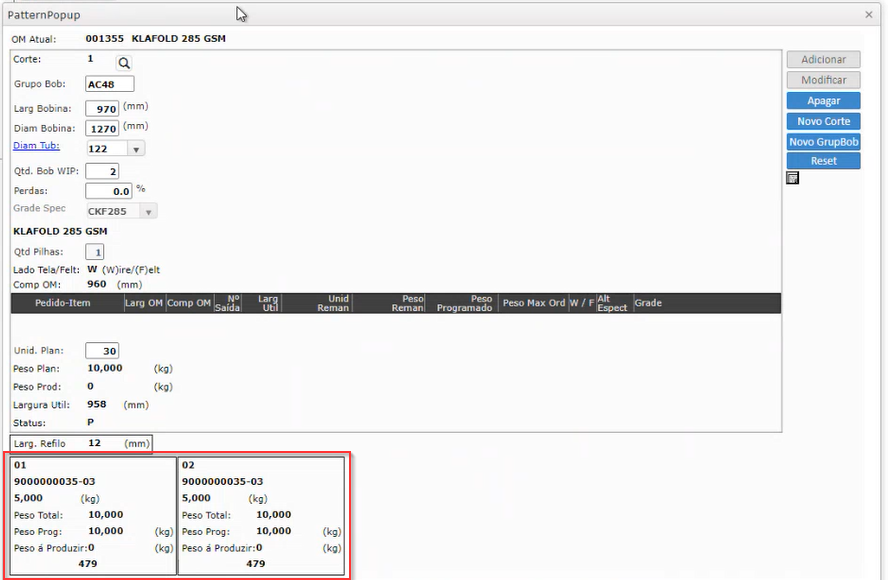 PatternPopup
OM Atual: 001355 KLAFOLD 285 GSM
Corte: 1
Adicionar
Grupo Bob: AC48
Modificar
Larg Bobina: 970 (mm)
Apagar
Diam Bobina: 1270 (mm)
Novo Corte
Diam Tub: 122
Novo GrupBob
Qtd. Bob WIP: 2
Reset
Perdas: 0.0 %
Grade Spec CKF285
KLAFOLD 285 GSM
Qtd Pilhas: 1
Lado Tela/Felt: W (W)ire/(F)elt
Comp OM: 960 (mm)
Pedido-Item Larg OM Comp OM Nº Saída Larg Util Unid Reman Peso Reman Peso Programado Peso Max Ord W / F Alt Espect Grade
Unid. Plan: 30
Peso Plan: 10,000 (kg)
Peso Prod: 0 (kg)
Largura Util: 958 (mm)
Status: P
Larg. Refilo 12 (mm)
01 02
9000000035-03 9000000035-03
5,000 (kg) 5,000 (kg)
Peso Total: 10,000 Peso Total: 10,000
Peso Prog: 10,000 (kg) Peso Prog: 10,000 (kg)
Peso á Produzir:0 (kg) Peso á Produzir:0 (kg)
479 479